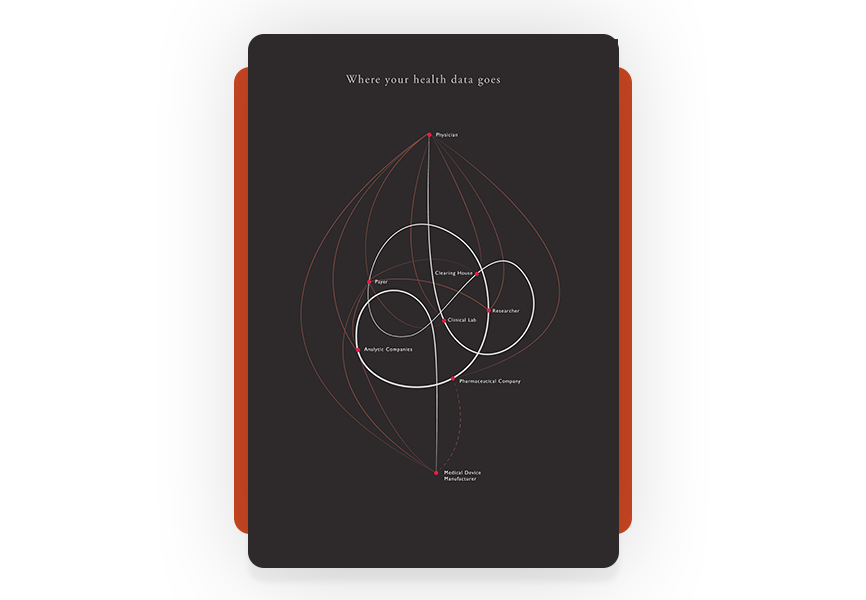 Where your health data goes
Physician
Clearing House
Payer
Researcher
Clinical Lab
Analytic Companies
Pharmaceutical Company
Medical Device
Manufacturer